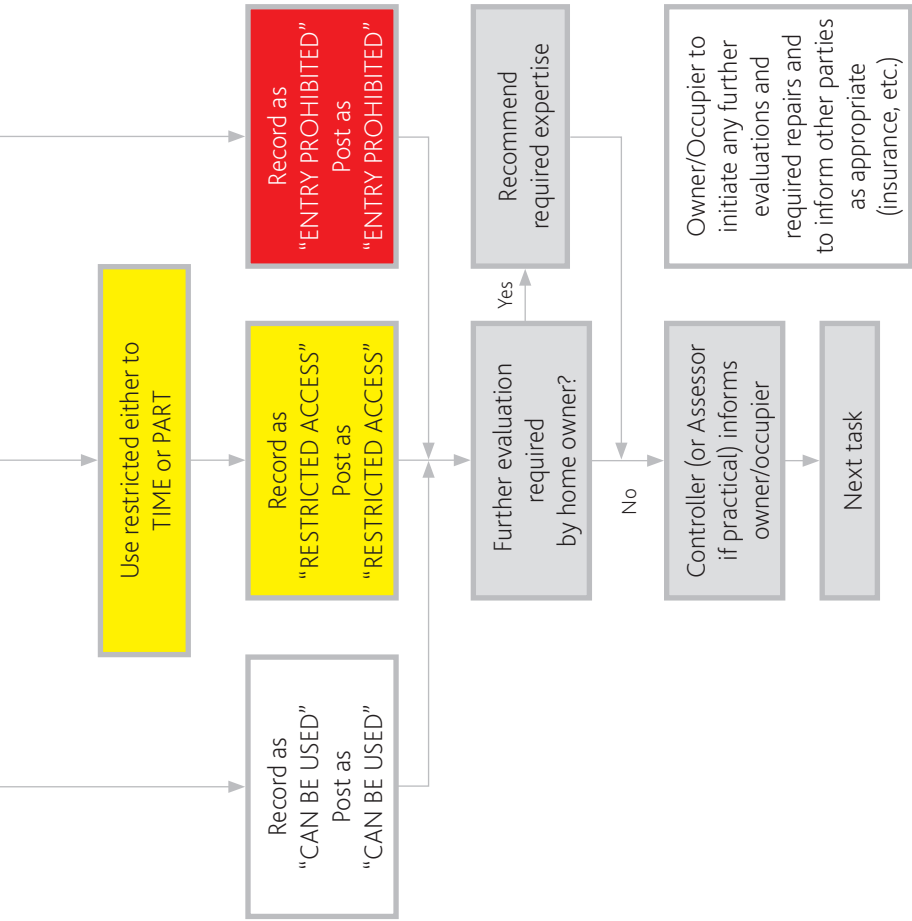 Use restricted either to
TIME or PART
Record as
“CAN BE USED”
Post as
“CAN BE USED”
Record as
“RESTRICTED ACCESS”
Post as
“RESTRICTED ACCESS”
Record as
“ENTRY PROHIBITED”
Post as
“ENTRY PROHIBITED”
Further evaluation
required
by home owner?
Yes
Recommend
required expertise
No
Controller (or Assessor
if practical) informs
owner/occupier
Owner/Occupier to
initiate any further
evaluations and
required repairs and
to inform other parties
as appropriate
(insurance, etc.)
Next task